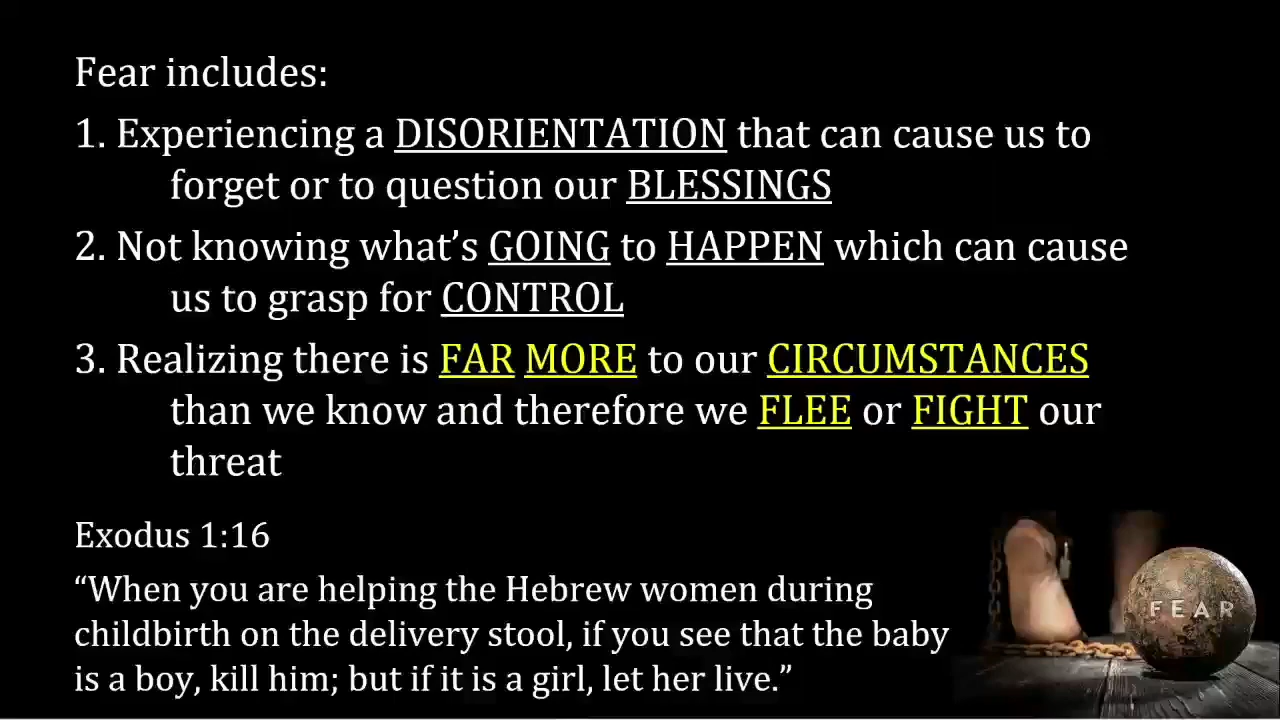 Fear includes:
1. Experiencing a DISORIENTATION that can cause us to
forget or to question our BLESSINGS
2. Not knowing what’s GOING to HAPPEN which can cause
us to grasp for CONTROL
3. Realizing there is FAR MORE to our CIRCUMSTANCES
than we know and therefore we FLEE or FIGHT our
threat
Exodus 1:16
“When you are helping the Hebrew women during
childbirth on the delivery stool, if you see that the baby
is a boy, kill him; but if it is a girl, let her live.”
FEAR